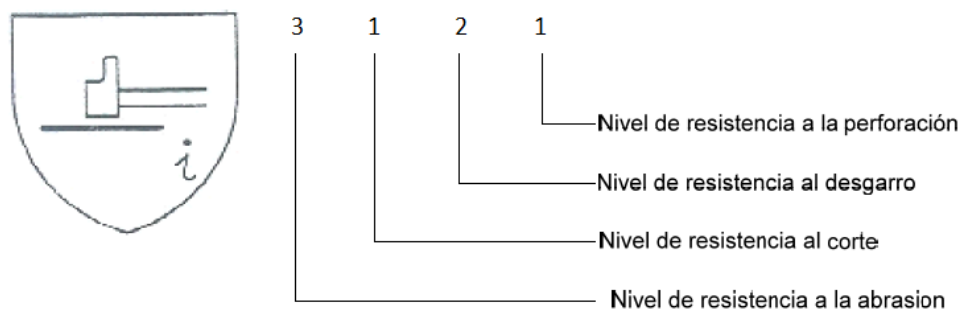 3 1 2 1
i
Nivel de resistencia a la perforación
Nivel de resistencia al desgarro
Nivel de resistencia al corte
Nivel de resistencia a la abrasion